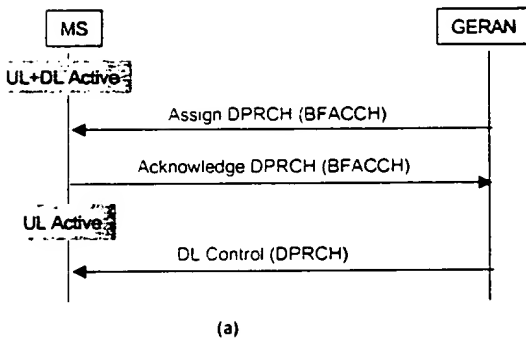 MS GERAN
UL+DL Active
Assign DPRCH (BFACCH)
Acknowledge DPRCH (BFACCH)
UL Active
DL Control (DPRCH)
(a)